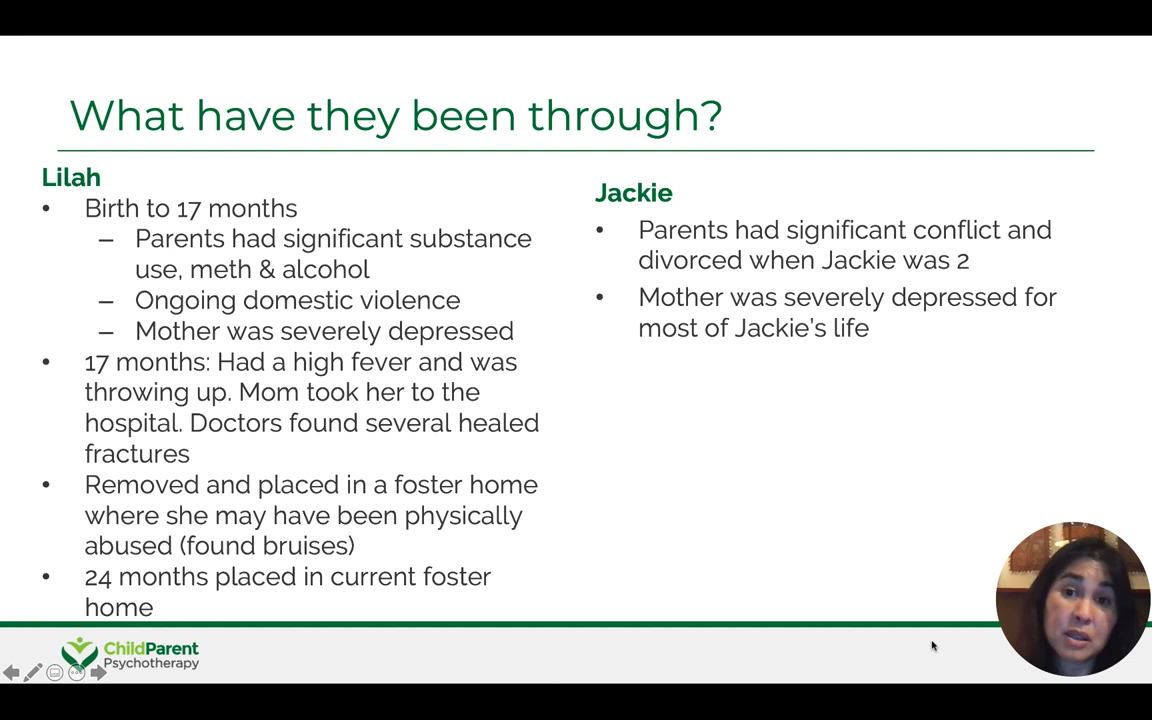 What have they been through?
Lilah
• Birth to 17 months
– Parents had significant substance
use, meth & alcohol
– Ongoing domestic violence
– Mother was severely depressed
• 17 months: Had a high fever and was
throwing up. Mom took her to the
hospital. Doctors found several healed
fractures
• Removed and placed in a foster home
where she may have been physically
abused (found bruises)
• 24 months placed in current foster
home
Jackie
• Parents had significant conflict and
divorced when Jackie was 2
• Mother was severely depressed for
most of Jackie's life
ChildParent
Psychotherapy